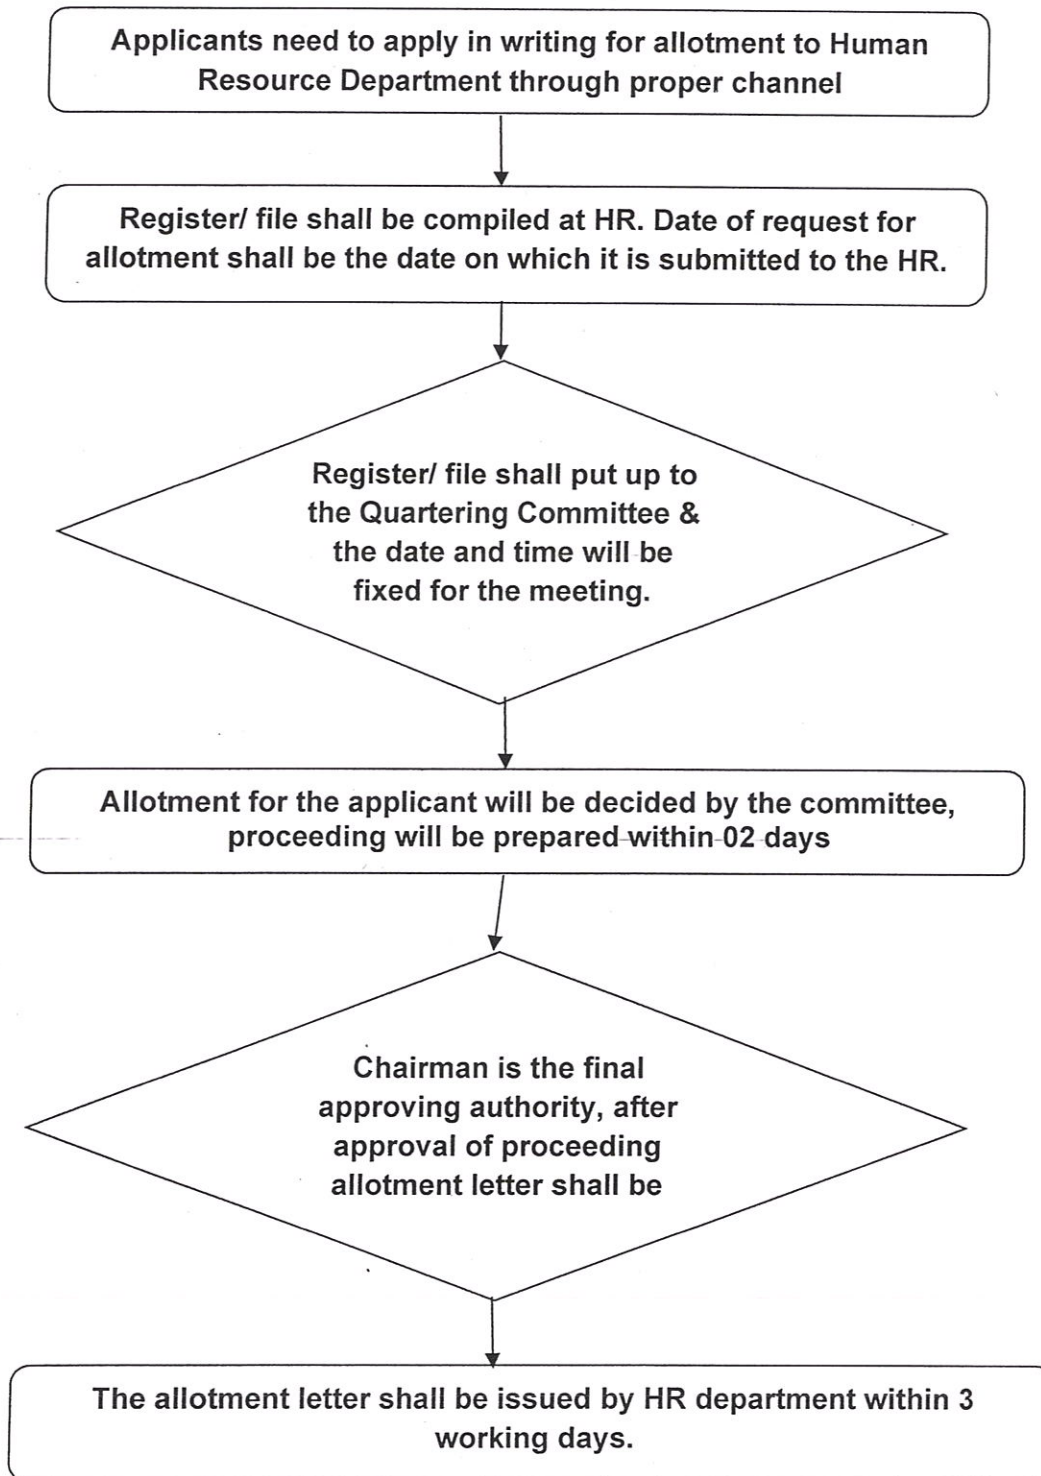 Applicants need to apply in writing for allotment to Human
Resource Department through proper channel
Register/ file shall be compiled at HR. Date of request for
allotment shall be the date on which it is submitted to the HR.
Register/ file shall put up to
the Quartering Committee &
the date and time will be
fixed for the meeting.
Allotment for the applicant will be decided by the committee,
proceeding will be prepared within 02 days
Chairman is the final
approving authority, after
approval of proceeding
allotment letter shall be
The allotment letter shall be issued by HR department within 3
working days.